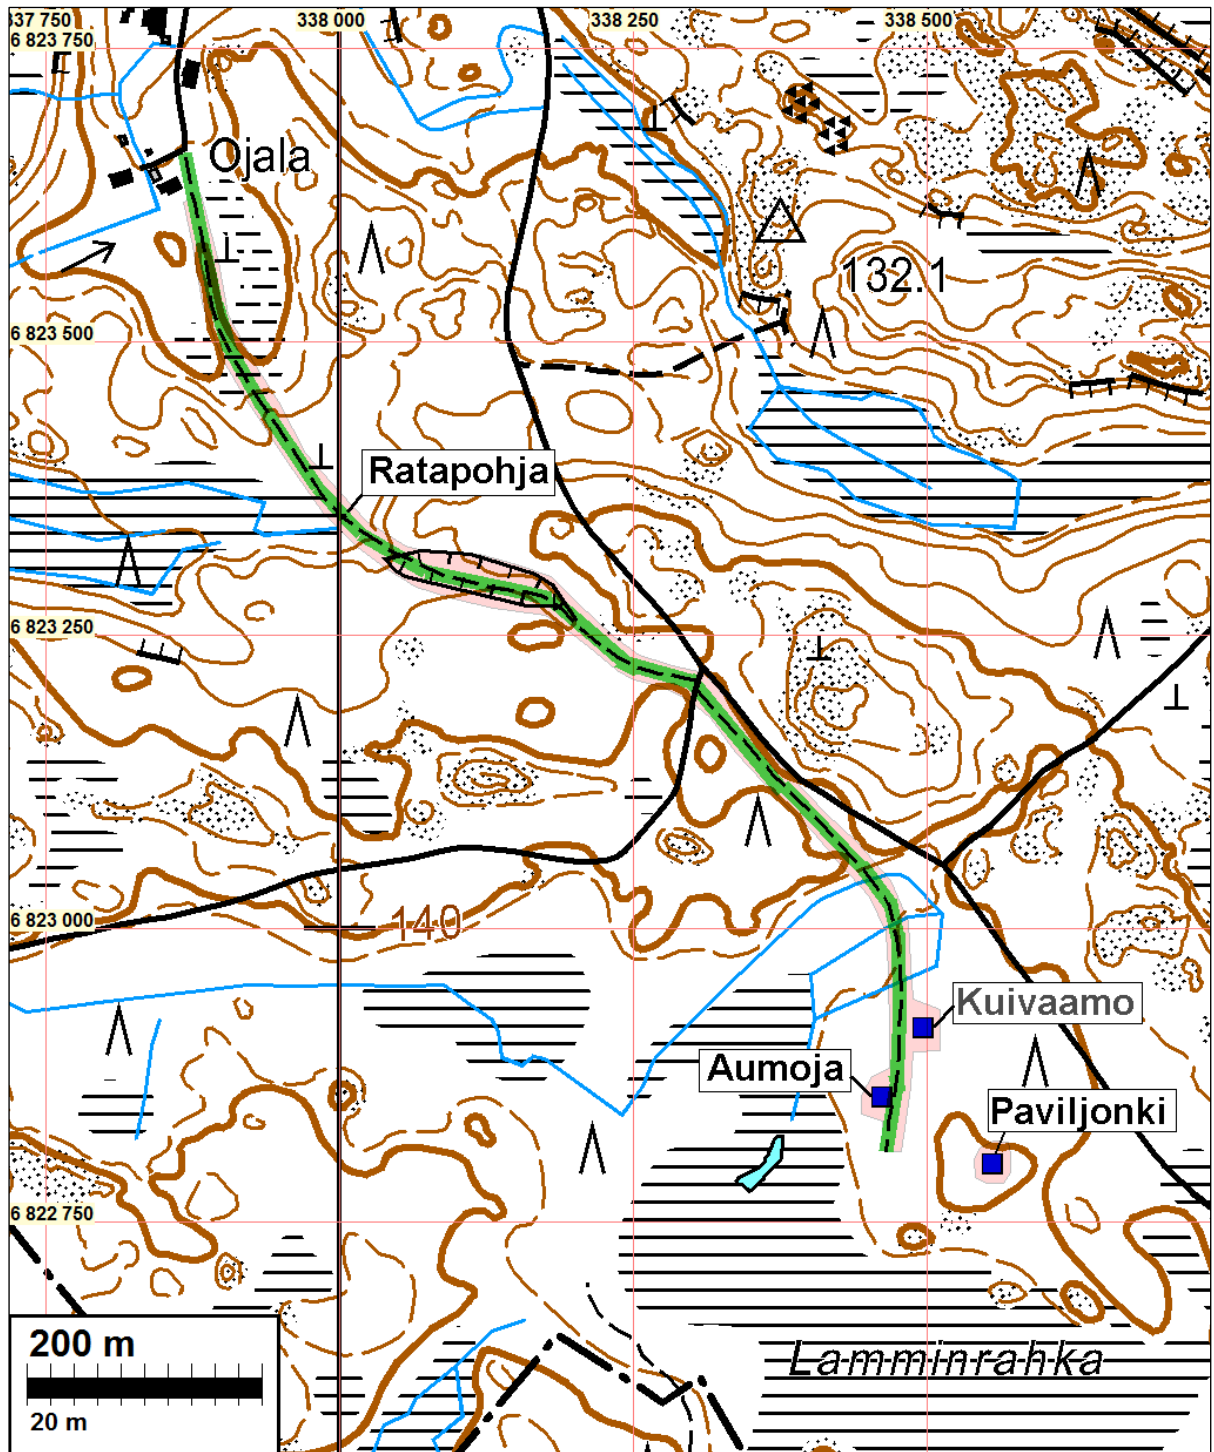 337 750
338 000
338 250
338 500
6 823 750
Ojala
132.1
6 823 500
Ratapohja
6 823 250
6 823 000
140
Kuivaamo
Aumoja
Paviljonki
6 822 750
200 m
20 m
Lamminrahka